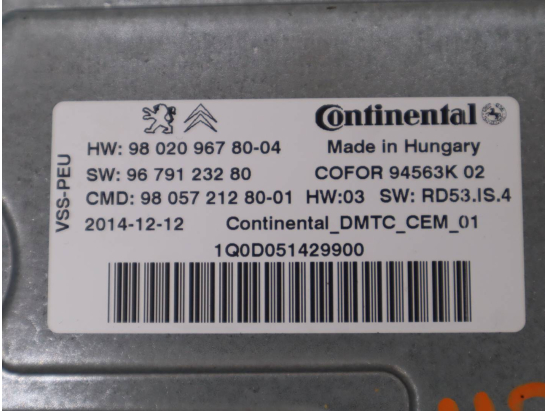 Continental
HW: 98 020 967 80-04 Made in Hungary
SW: 96 791 232 80 COFOR 94563K 02
CMD: 98 057 212 80-01 HW:03 SW: RD53.IS.4
2014-12-12 Continental_DMTC_CEM_01
1Q0D051429900
VSS-PEU